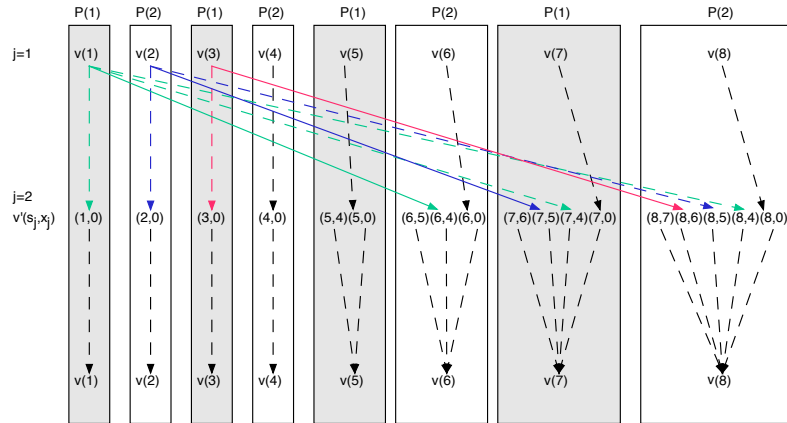 P(1) P(2) P(1) P(2) P(1) P(2) P(1) P(2)
j=1 v(1) v(2) v(3) v(4) v(5) v(6) v(7) v(8)
j=2
v'(s_j,x_j) (1,0) (2,0) (3,0) (4,0) (5,4)(5,0) (6,5)(6,4)(6,0) (7,6)(7,5)(7,4)(7,0) (8,7)(8,6)(8,5)(8,4)(8,0)
v(1) v(2) v(3) v(4) v(5) v(6) v(7) v(8)